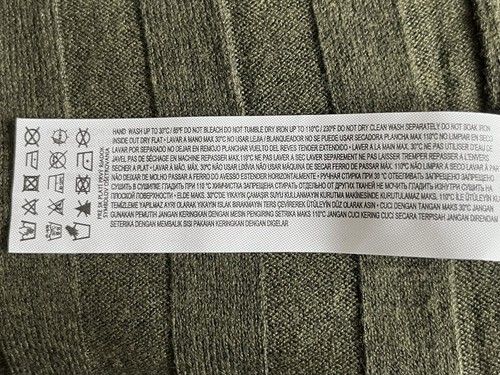 HAND WASH UP TO 30°C / 85°F DO NOT BLEACH DO NOT TUMBLE DRY IRON UP TO 110°C / 230°F DO NOT DRY CLEAN WASH SEPARATELY DO NOT SOAK IRON
INSIDE OUT DRY FLAT • LAVAR A MANO MAX 30°C NO USAR LEJIA / BLANQUEADOR NO SE PUEDE USAR SECADORA PLANCHA MAX 110°C NO LIMPIAR EN SECO
LAVAR POR SEPARADO NO DEJAR EN REMOJO PLANCHAR VUELTO DEL REVES TENDER EXTENDIDO • LAVER A LA MAIN MAX. 30°C NE PAS UTILISER D'EAU DE
JAVEL PAS DE SÈCHAGE EN MACHINE REPASSER MAX 110°C NE PAS LAVER A SEC LAVER SEPAREMENT NE PAS LAISSER TREMPER REPASSER A L'ENVERS
SÉCHER A PLAT • LAVAR À MÃO, MÁX. 30ºC NÃO USAR LIXÍVIA NÃO USAR MÁQUINA DE SECAR FERRO DE PASSAR MÁX. 110ºC NÃO LIMPAR A SECO LAVAR À PARTE
NÃO DEIXAR DE MOLHO PASSAR A FERRO DO AVESSO ESTENDER HORIZONTALMENTE • РУЧНАЯ СТИРКА ПРИ 30 °C ОТБЕЛИВАТЬ ЗАПРЕЩЕНО ЗАПРЕЩЕНО
СУШИТЬ В СУШИЛКЕ ГЛАДИТЬ ПРИ 110 °C ХИМЧИСТКА ЗАПРЕЩЕНА СТИРАТЬ ОТДЕЛЬНО ОТ ДРУГИХ ТКАНЕЙ НЕ МОЧИТЬ ГЛАДИТЬ ИЗНУТРИ СУШИТЬ НА
ПЛОСКОЙ ПОВЕРХНОСТИ • ELDE MAKS. 30°C'DE YIKAYIN ÇAMAŞIR SUYU KULLANMAYIN KURUTMA MAKİNESİNDE KURUTULAMAZ MAKS. 110°C İLE ÜTÜLEYİN KURU
TEMİZLEME YAPILMAZ AYRI OLARAK YIKAYIN ISLAK BIRAKMAYIN TERS ÇEVİREREK ÜTÜLEYİN DÜZ OLARAK ASIN • CUCI DENGAN TANGAN MAKS 30°C JANGAN
GUNAKAN PEMUTIH JANGAN KERINGKAN DENGAN MESIN PENGIRING SETRIKA MAKS 110°C JANGAN CUCI KERING CUCI SECARA TERPISAH JANGAN DIRENDAM
SETERIKA DENGAN MEMBALIK SISI PAKAIAN KERINGKAN DENGAN DIGELAR.